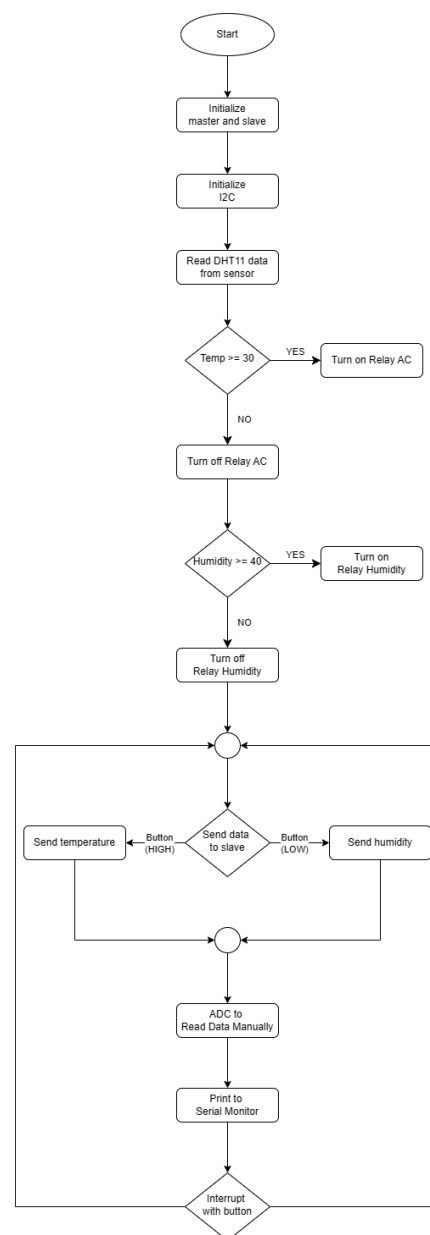 Start
Initialize
master and slave
Initialize
I2C
Read DHT11 data
from sensor
Temp >= 30
YES
Turn on Relay AC
NO
Turn off Relay AC
Humidity >= 40
YES
Turn on
Relay Humidity
NO
Turn off
Relay Humidity
Send temperature
Button
(HIGH)
Send data
to slave
Button
(LOW)
Send humidity
ADC to
Read Data Manually
Print to
Serial Monitor
Interrupt
with button